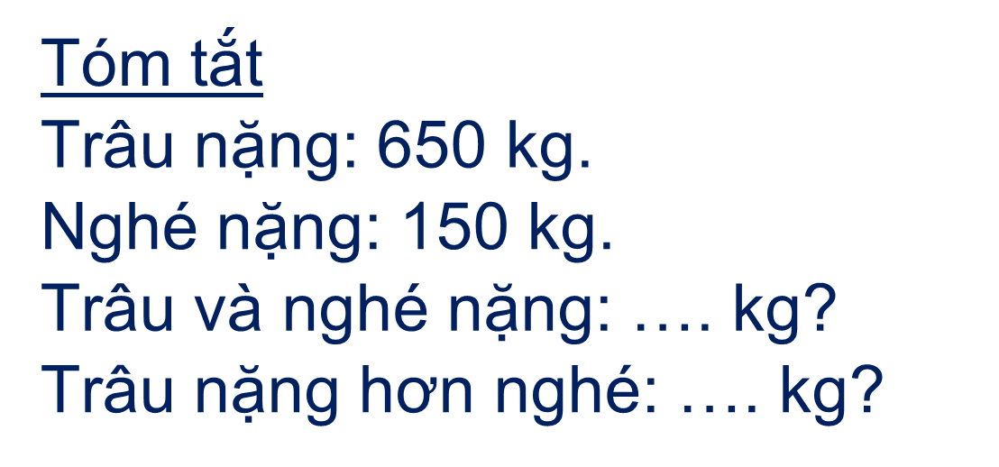 Tóm tắt
Trâu nặng: 650 kg.
Nghé nặng: 150 kg.
Trâu và nghé nặng: .... kg?
Trâu nặng hơn nghé: .... kg?